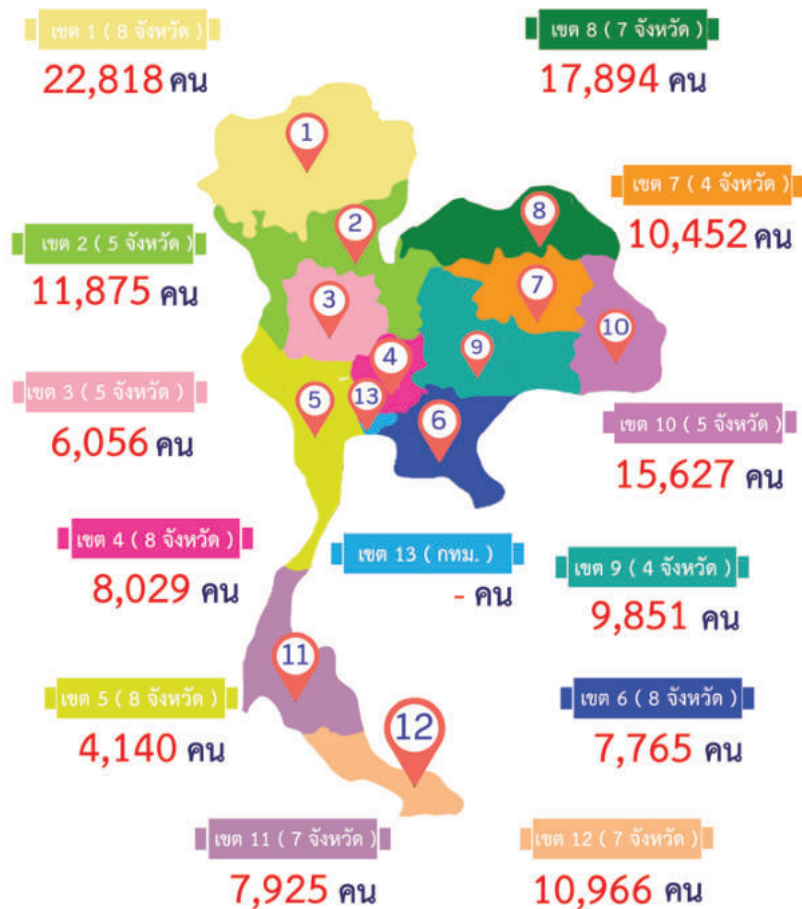 เขต 1 ( 8 จังหวัด )
22,818 คน
เขต 8 ( 7 จังหวัด )
17,894 คน
1
เขต 7 ( 4 จังหวัด )
10,452 คน
เขต 2 ( 5 จังหวัด )
11,875 คน
2
8
3
7
10
4
9
5
13
6
เขต 3 ( 5 จังหวัด )
6,056 คน
เขต 10 ( 5 จังหวัด )
15,627 คน
เขต 4 ( 8 จังหวัด )
8,029 คน
เขต 13 ( กทม. )
- คน
เขต 9 ( 4 จังหวัด )
9,851 คน
11
เขต 5 ( 8 จังหวัด )
4,140 คน
12
เขต 6 ( 8 จังหวัด )
7,765 คน
เขต 11 ( 7 จังหวัด )
7,925 คน
เขต 12 ( 7 จังหวัด )
10,966 คน